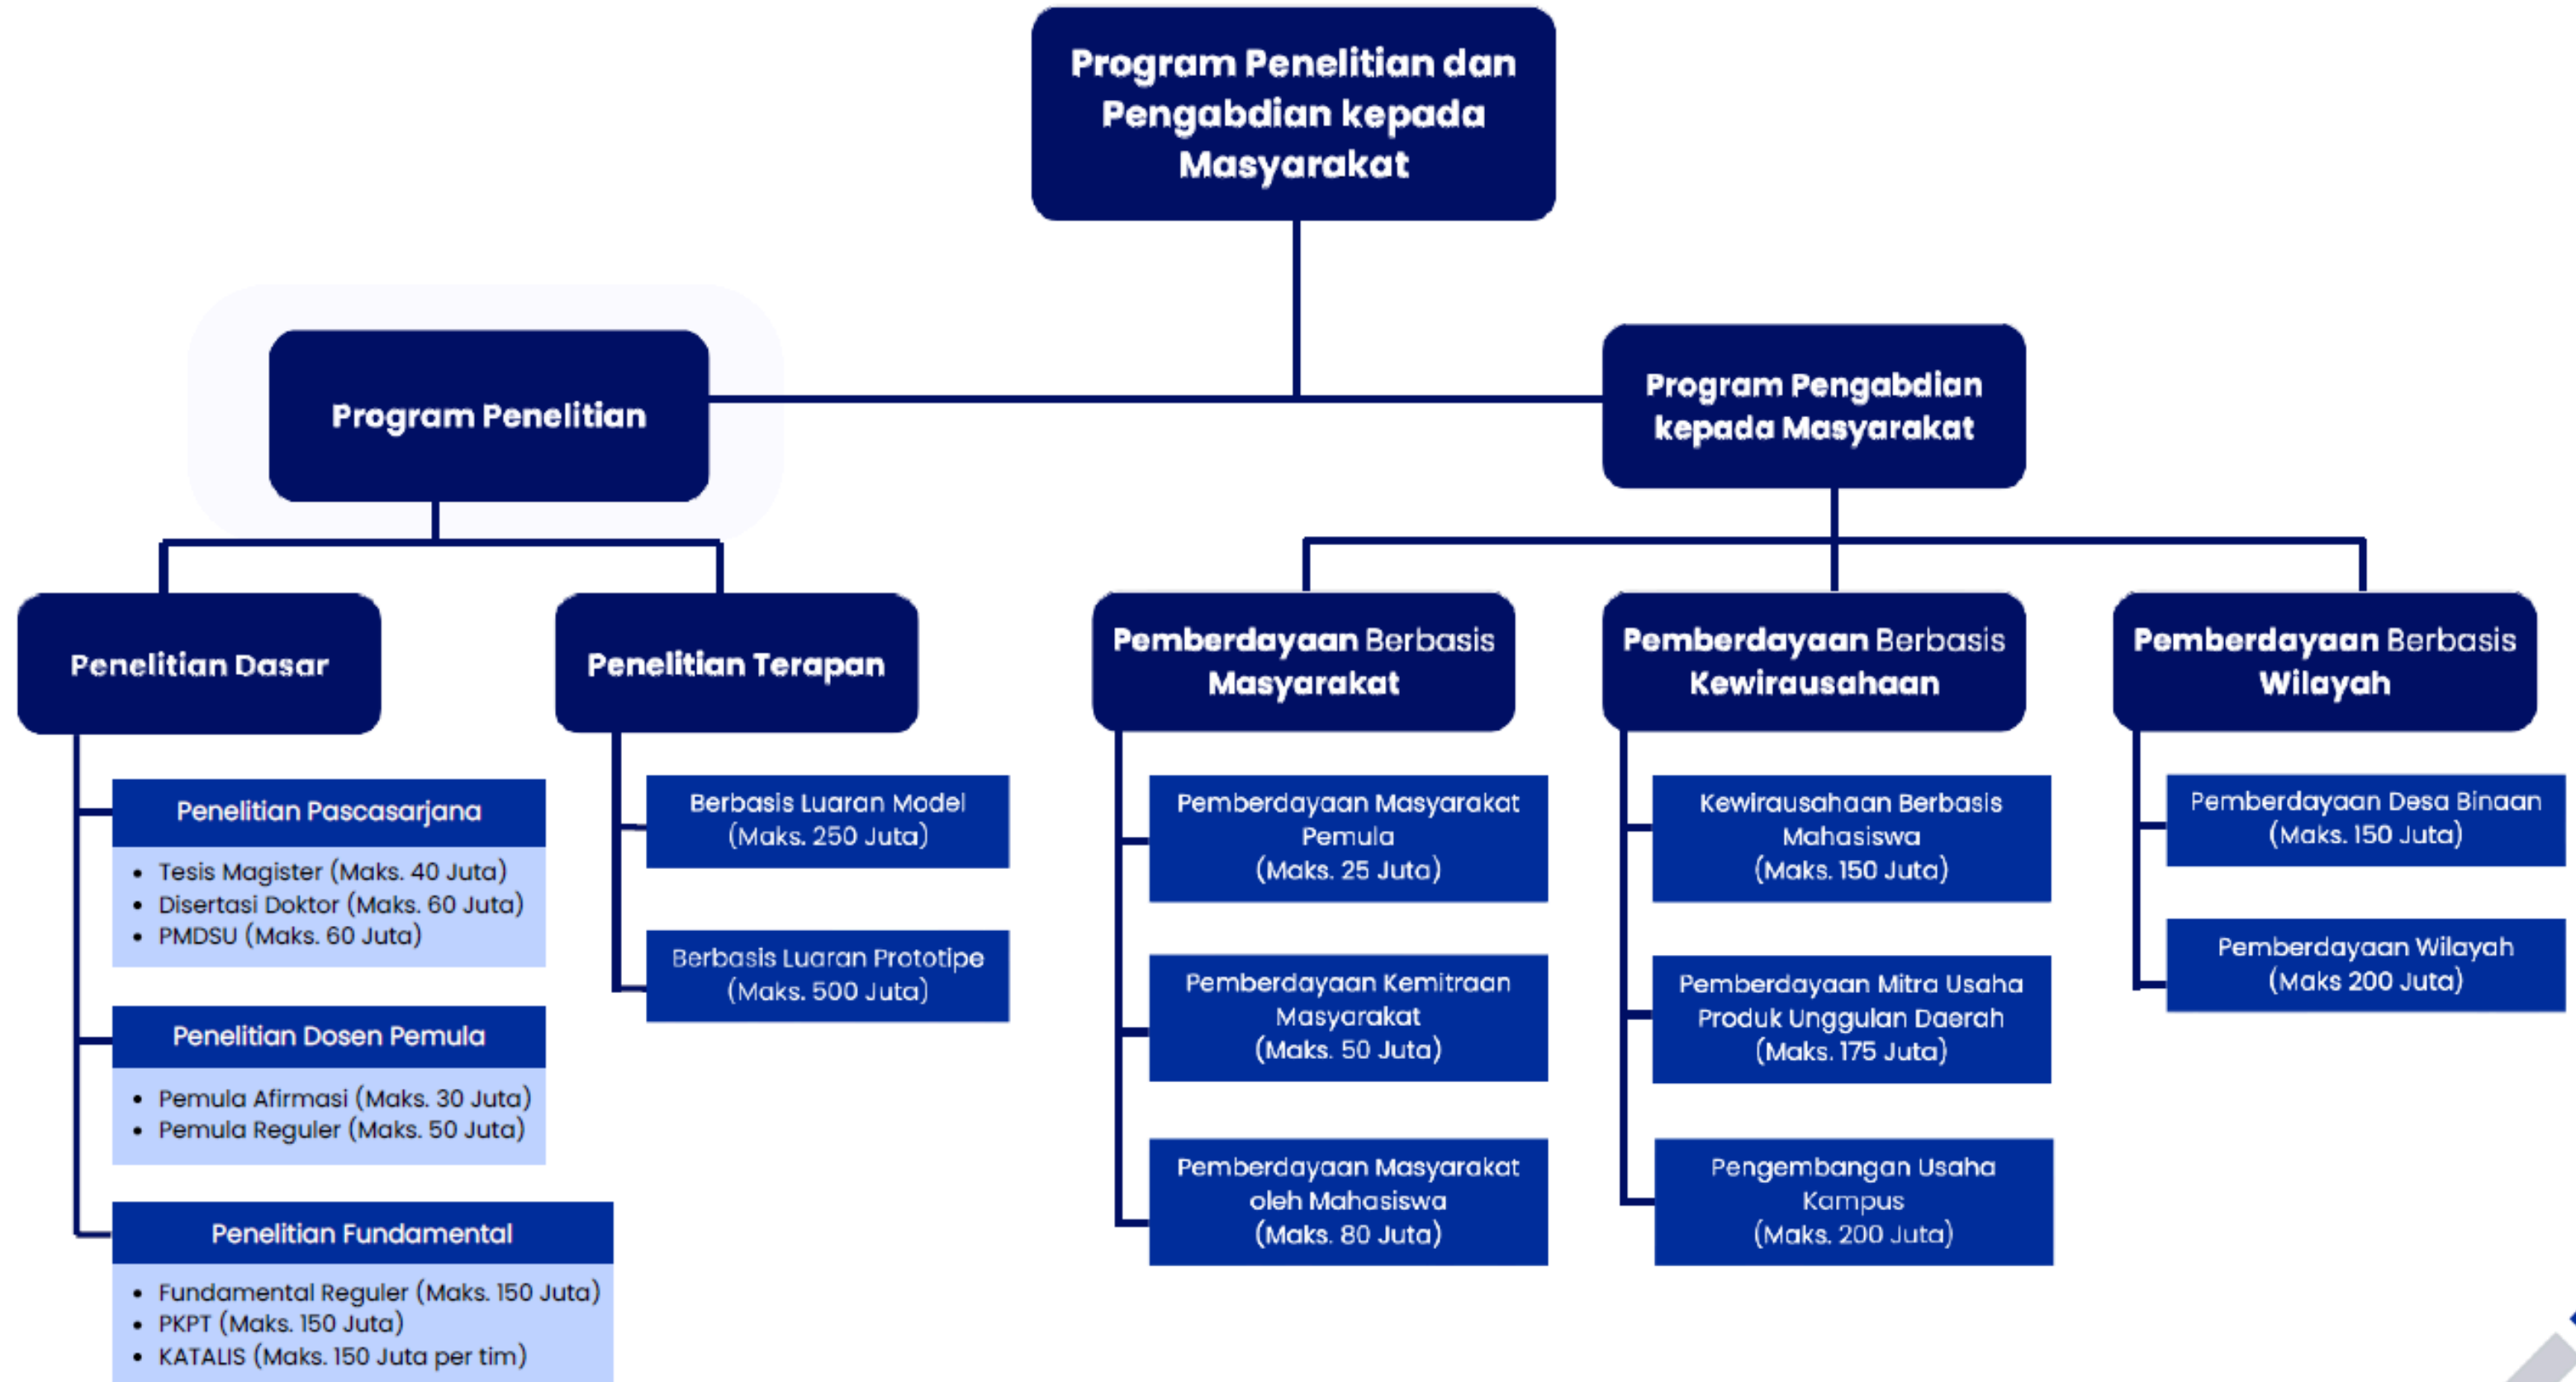 Program Penelitian dan
Pengabdian kepada
Masyarakat
Program Penelitian
Program Pengabdian
kepada Masyarakat
Penelitian Dasar
Penelitian Pascasarjana
• Tesis Magister (Maks. 40 Juta)
• Disertasi Doktor (Maks. 60 Juta)
• PMDSU (Maks. 60 Juta)
Penelitian Dosen Pemula
• Pemula Afirmasi (Maks. 30 Juta)
• Pemula Reguler (Maks. 50 Juta)
Penelitian Fundamental
• Fundamental Reguler (Maks. 150 Juta)
• PKPT (Maks. 150 Juta)
• KATALIS (Maks. 150 Juta per tim)
Penelitian Terapan
Berbasis Luaran Model
(Maks. 250 Juta)
Berbasis Luaran Prototipe
(Maks. 500 Juta)
Pemberdayaan Berbasis
Masyarakat
Pemberdayaan Masyarakat
Pemula
(Maks. 25 Juta)
Pemberdayaan Kemitraan
Masyarakat
(Maks. 50 Juta)
Pemberdayaan Masyarakat
oleh Mahasiswa
(Maks. 80 Juta)
Pemberdayaan Berbasis
Kewirausahaan
Kewirausahaan Berbasis
Mahasiswa
(Maks. 150 Juta)
Pemberdayaan Mitra Usaha
Produk Unggulan Daerah
(Maks. 175 Juta)
Pengembangan Usaha
Kampus
(Maks. 200 Juta)
Pemberdayaan Berbasis
Wilayah
Pemberdayaan Desa Binaan
(Maks. 150 Juta)
Pemberdayaan Wilayah
(Maks 200 Juta)